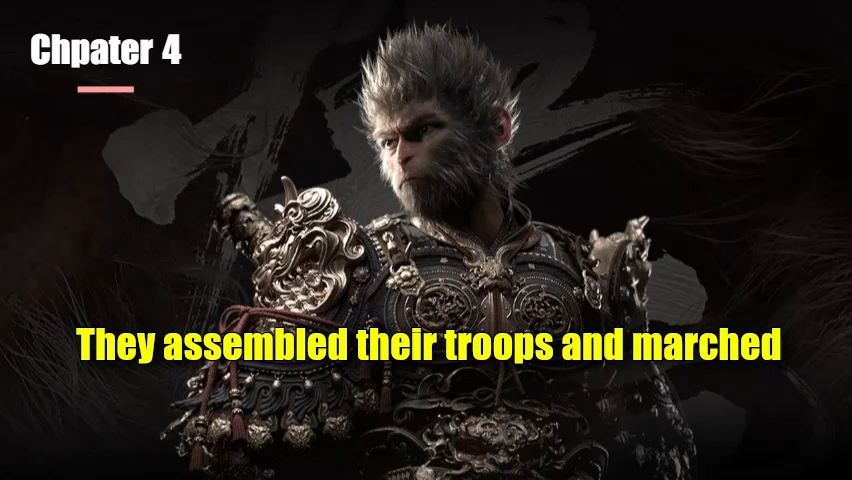 Chpater 4
They assembled their troops and marched